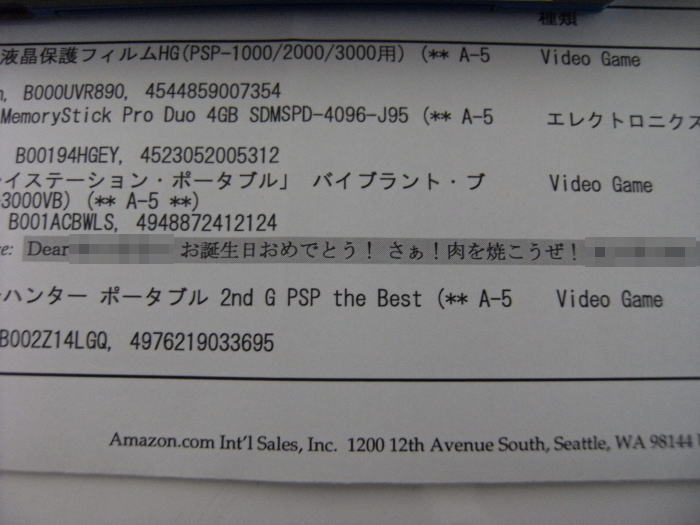 種類
液晶保護フィルムHG(PSP-1000/2000/3000用) (** A-5 Video Game
B000UVR890, 4544859007354
MemoryStick Pro Duo 4GB SDMSPD-4096-J95 (** A-5 エレクトロニクス
B00194HGEY, 4523052005312
イステーション・ポータブル」 バイブラント・ブ Video Game
3000VB) (** A-5 **)
B001ACBWLS, 4948872412124
Dear お誕生日おめでとう! さぁ!肉を焼こうぜ!
ハンター ポータブル 2nd G PSP the Best (** A-5 Video Game
B002Z14LGQ, 4976219033695
Amazon.com Int'l Sales, Inc. 1200 12th Avenue South, Seattle, WA 98144